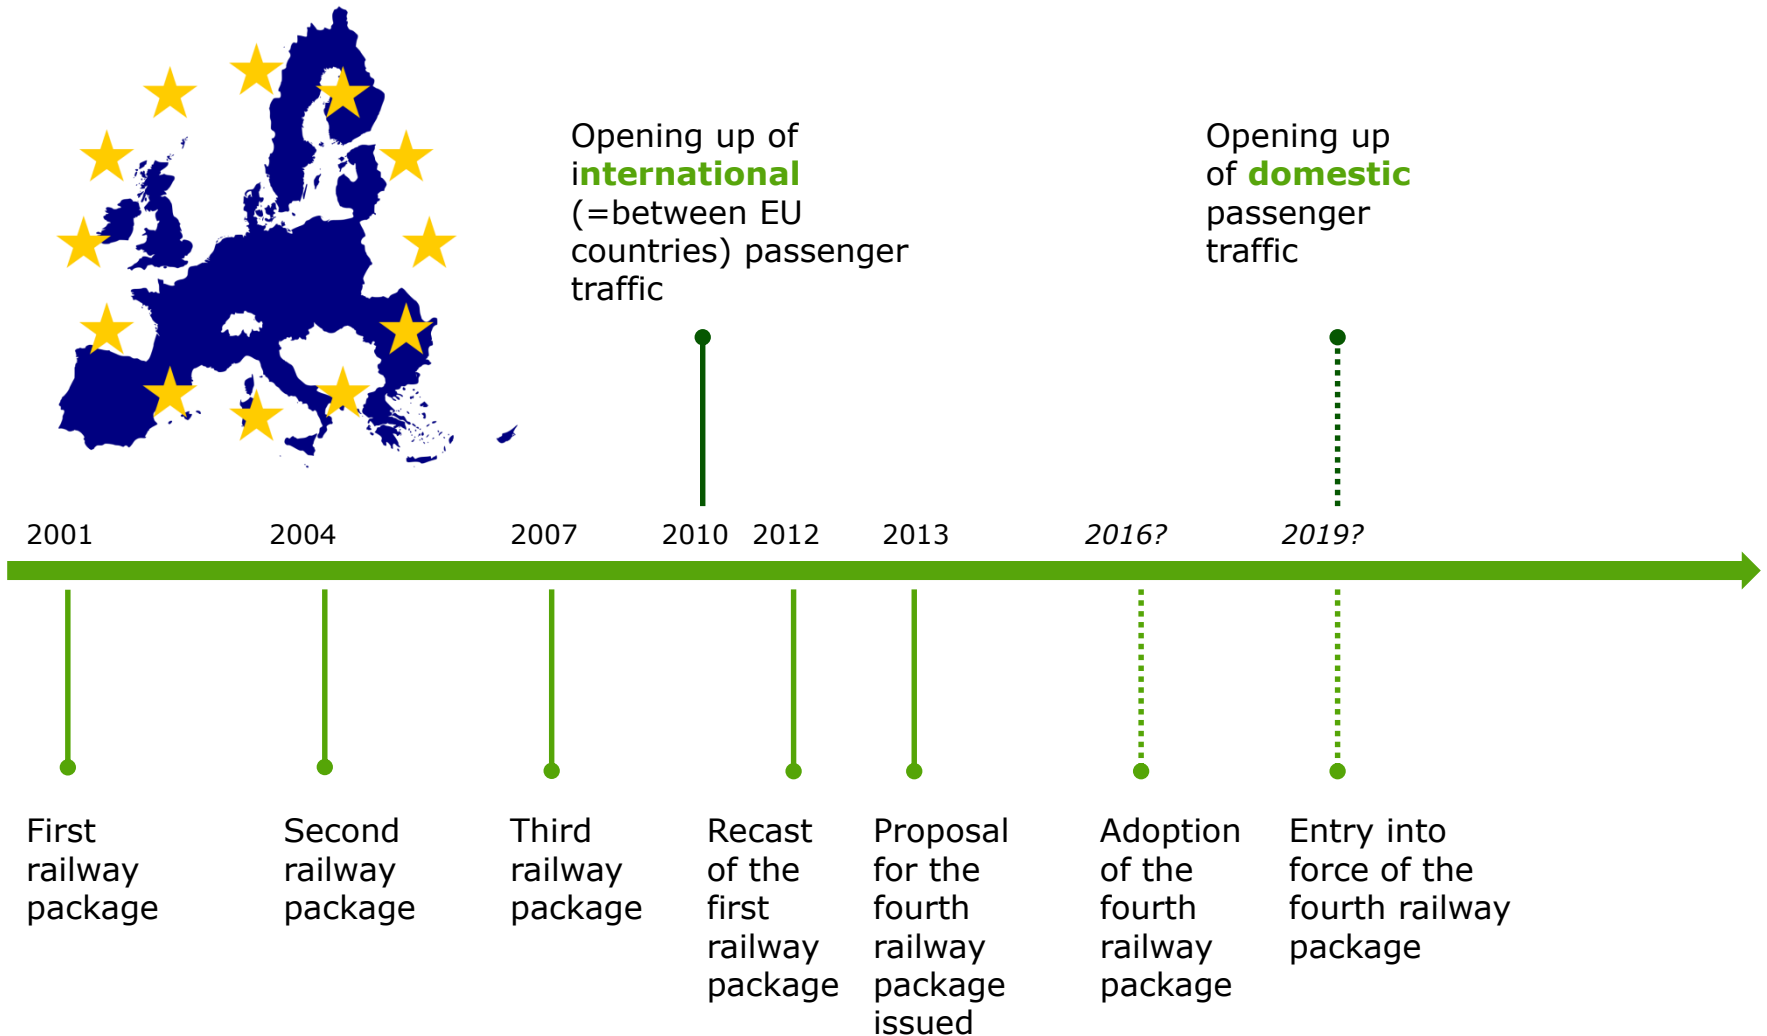 Opening up of
international
(=between EU
countries) passenger
traffic
Opening up
of domestic
passenger
traffic
2001
2004
2007
2010
2012
2013
2016?
2019?
First
railway
package
Second
railway
package
Third
railway
package
Recast
of the
first
railway
package
Proposal
for the
fourth
railway
package
issued
Adoption
of the
fourth
railway
package
Entry into
force of the
fourth railway
package